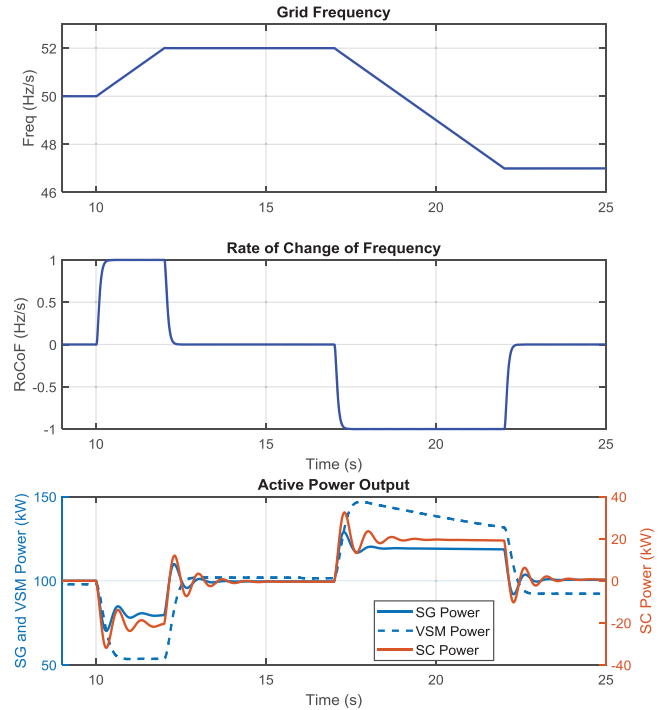 Grid Frequency
Freq (Hz/s)
52
50
48
46
10
15
20
25
Rate of Change of Frequency
RoCoF (Hz/s)
1
0.5
0
-0.5
-1
10
15
20
25
Time (s)
Active Power Output
SG and VSM Power (kW)
150
100
50
40
20
0
-20
-40
SC Power (kW)
SG Power
VSM Power
SC Power
10
15
20
25
Time (s)